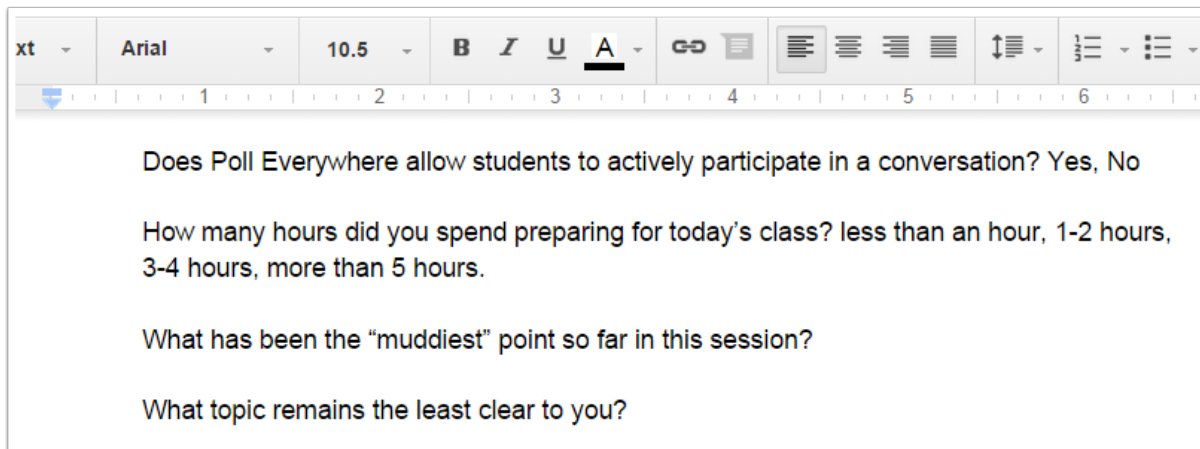 xt Arial 10.5 B I U A
1 2 3 4 5 6
Does Poll Everywhere allow students to actively participate in a conversation? Yes, No
How many hours did you spend preparing for today’s class? less than an hour, 1-2 hours,
3-4 hours, more than 5 hours.
What has been the “muddiest” point so far in this session?
What topic remains the least clear to you?